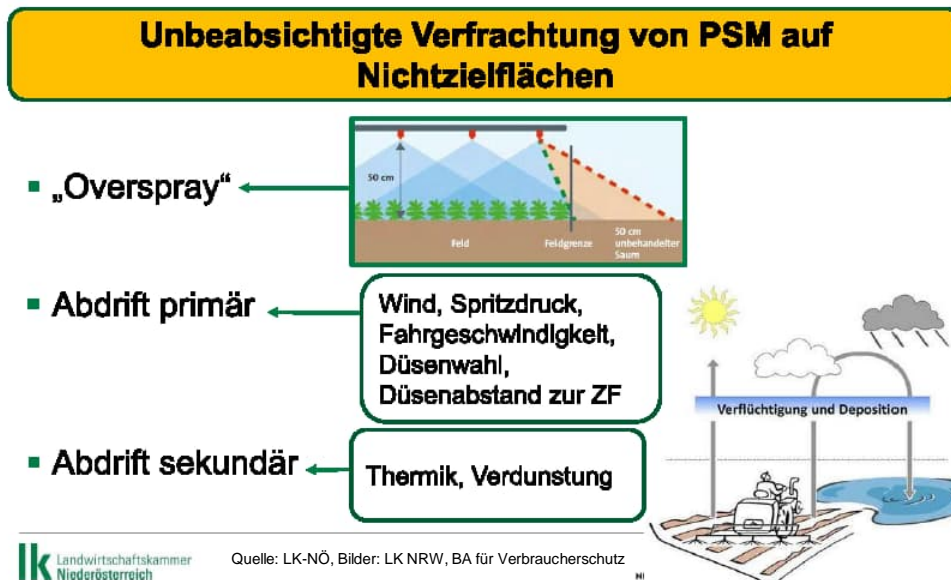 Unbeabsichtigte Verfrachtung von PSM auf
Nichtzielflächen
▪ „Overspray“
50 cm
Feld
Feldgrenze
50 cm
unbehandelter
Saum
▪ Abdrift primär
Wind, Spritzdruck,
Fahrgeschwindigkeit,
Düsenwahl,
Düsenabstand zur ZF
Verflüchtigung und Deposition
▪ Abdrift sekundär
Thermik, Verdunstung
lk Landwirtschaftskammer
Niederösterreich
Quelle: LK-NÖ, Bilder: LK NRW, BA für Verbraucherschutz